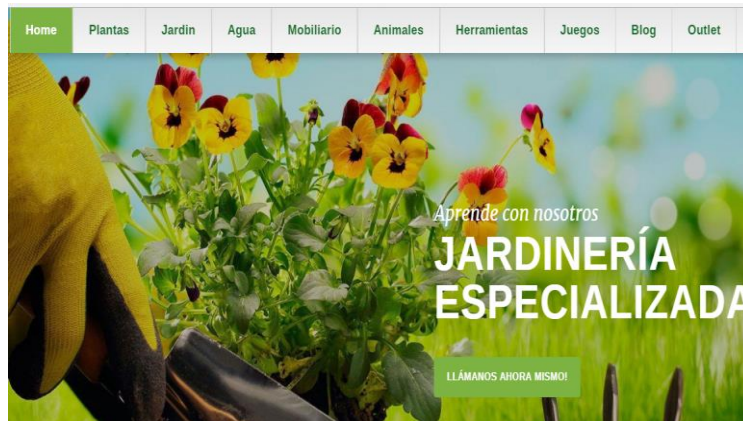 Home Plantas Jardin Agua Mobiliario Animales Herramientas Juegos Blog Outlet
Aprende con nosotros
JARDINERÍA
ESPECIALIZADA
LLÁMANOS AHORA MISMO!